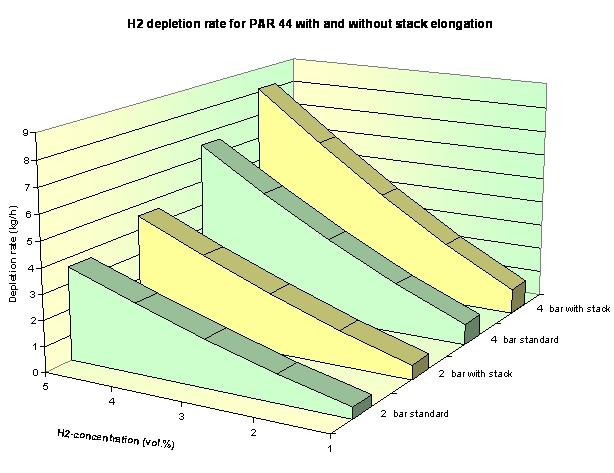 H2 depletion rate for PAR 44 with and without stack elongation
9
8
7
6
5
4
3
2
1
0
Depletion rate (kg/h)
5
4
3
2
1
H2-concentration (vol.%)
4 bar with stack
4 bar standard
2 bar with stack
2 bar standard